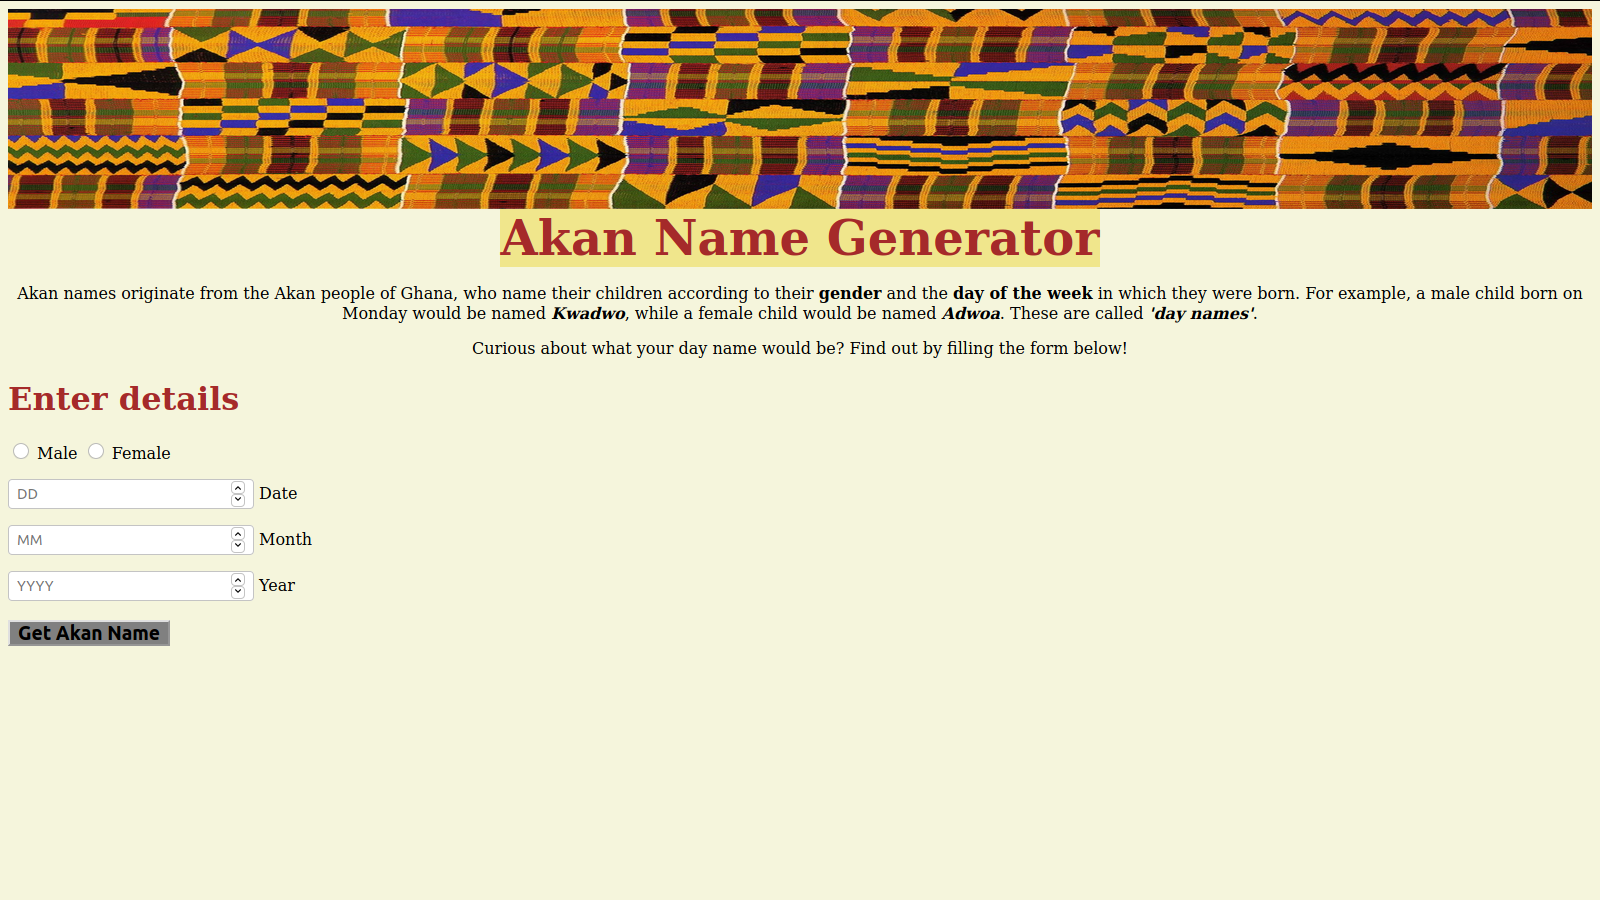 Akan Name Generator
Akan names originate from the Akan people of Ghana, who name their children according to their gender and the day of the week in which they were born. For example, a male child born on
Monday would be named Kwadwo, while a female child would be named Adwoa. These are called 'day names'.
Curious about what your day name would be? Find out by filling the form below!
Enter details
Male Female
DD Date
MM Month
YYYY Year
Get Akan Name